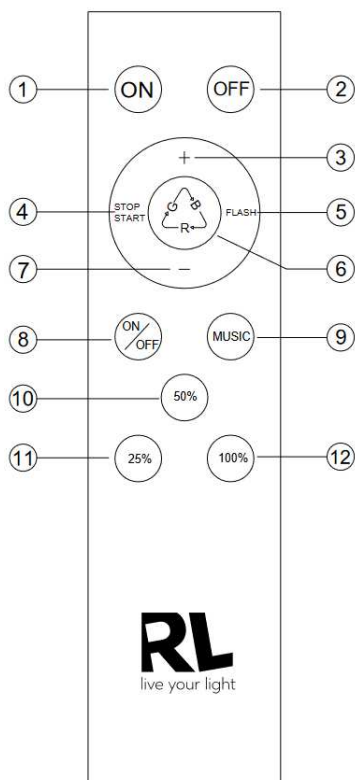 1
ON
OFF
2
+
3
4
STOP
START
G
B
R
FLASH
5
6
7
−
8
ON
OFF
MUSIC
9
50%
10
11
25%
100%
12
RL
live your light